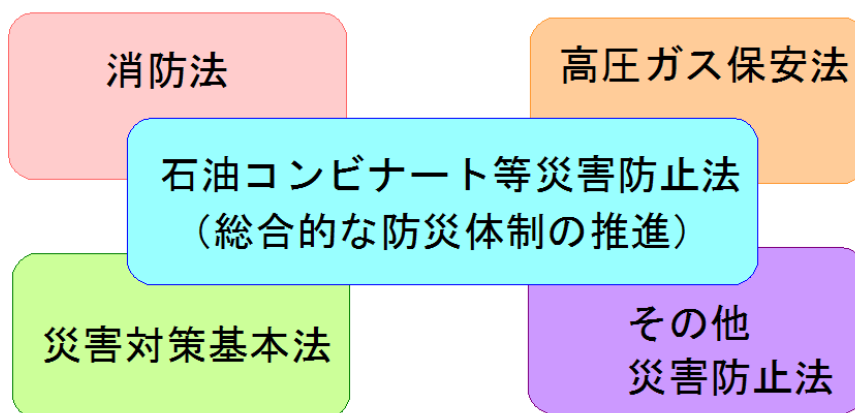 消防法
高圧ガス保安法
石油コンビナート等災害防止法
（総合的な防災体制の推進）
災害対策基本法
その他
災害防止法